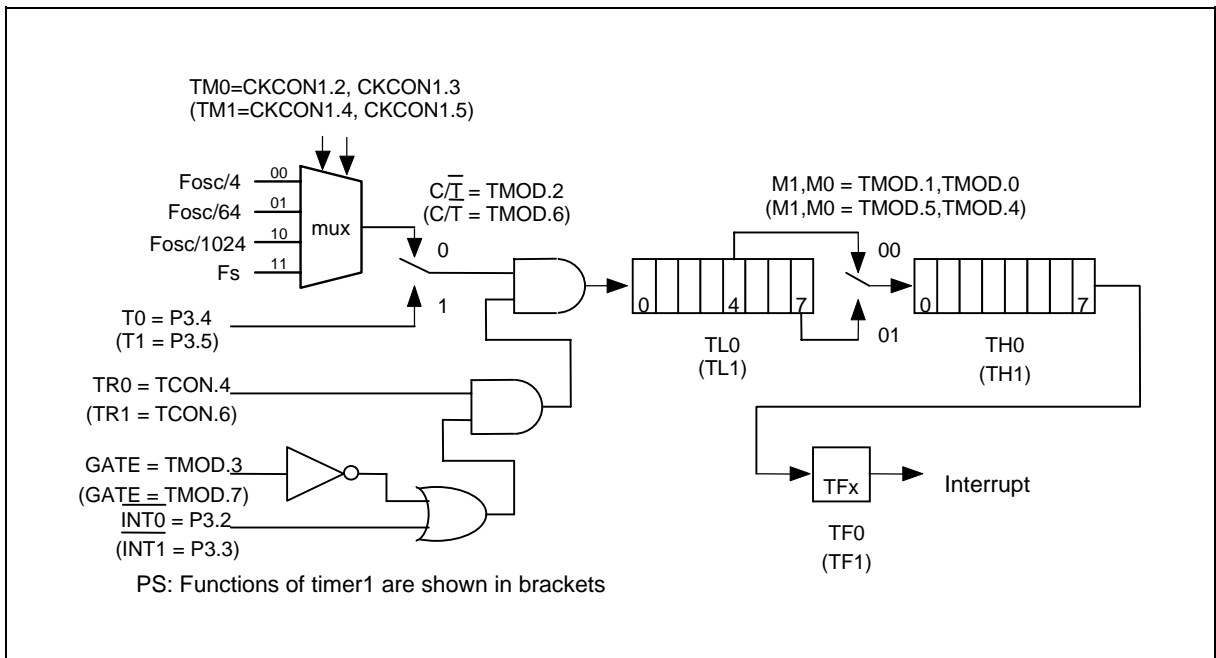 TM0=CKCON1.2, CKCON1.3
(TM1=CKCON1.4, CKCON1.5)
Fosc/4 00
Fosc/64 01
Fosc/1024 10
Fs 11
mux
C/T̅ = TMOD.2
(C/T̅ = TMOD.6)
0
1
T0 = P3.4
(T1 = P3.5)
TR0 = TCON.4
(TR1 = TCON.6)
GATE = TMOD.3
(GATE = TMOD.7)
I̅N̅T̅0̅ = P3.2
(I̅N̅T̅1̅ = P3.3)
M1,M0 = TMOD.1,TMOD.0
(M1,M0 = TMOD.5,TMOD.4)
00
01
0 4 7
TL0
(TL1)
0 7
TH0
(TH1)
TFx
Interrupt
TF0
(TF1)
PS: Functions of timer1 are shown in brackets